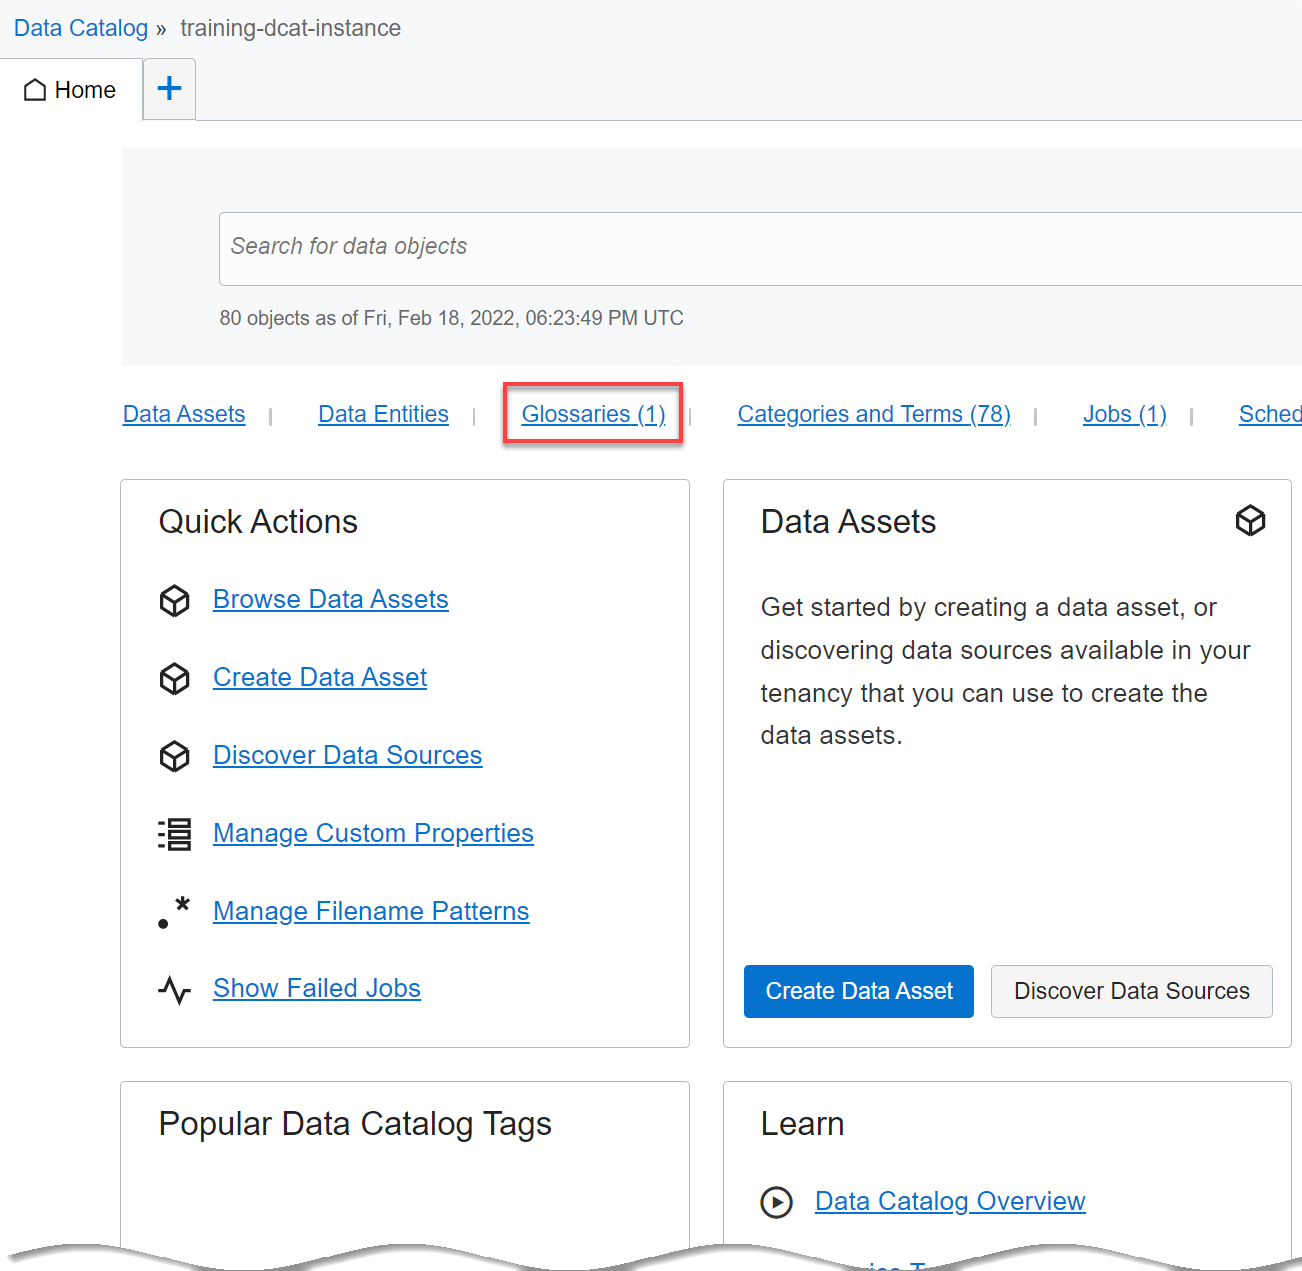 Data Catalog » training-dcat-instance
Home
+
Search for data objects
80 objects as of Fri, Feb 18, 2022, 06:23:49 PM UTC
Data Assets | Data Entities | Glossaries (1) | Categories and Terms (78) | Jobs (1) | Sched
Quick Actions
Browse Data Assets
Create Data Asset
Discover Data Sources
Manage Custom Properties
Manage Filename Patterns
Show Failed Jobs
Data Assets
Get started by creating a data asset, or
discovering data sources available in your
tenancy that you can use to create the
data assets.
Create Data Asset
Discover Data Sources
Popular Data Catalog Tags
Learn
Data Catalog Overview